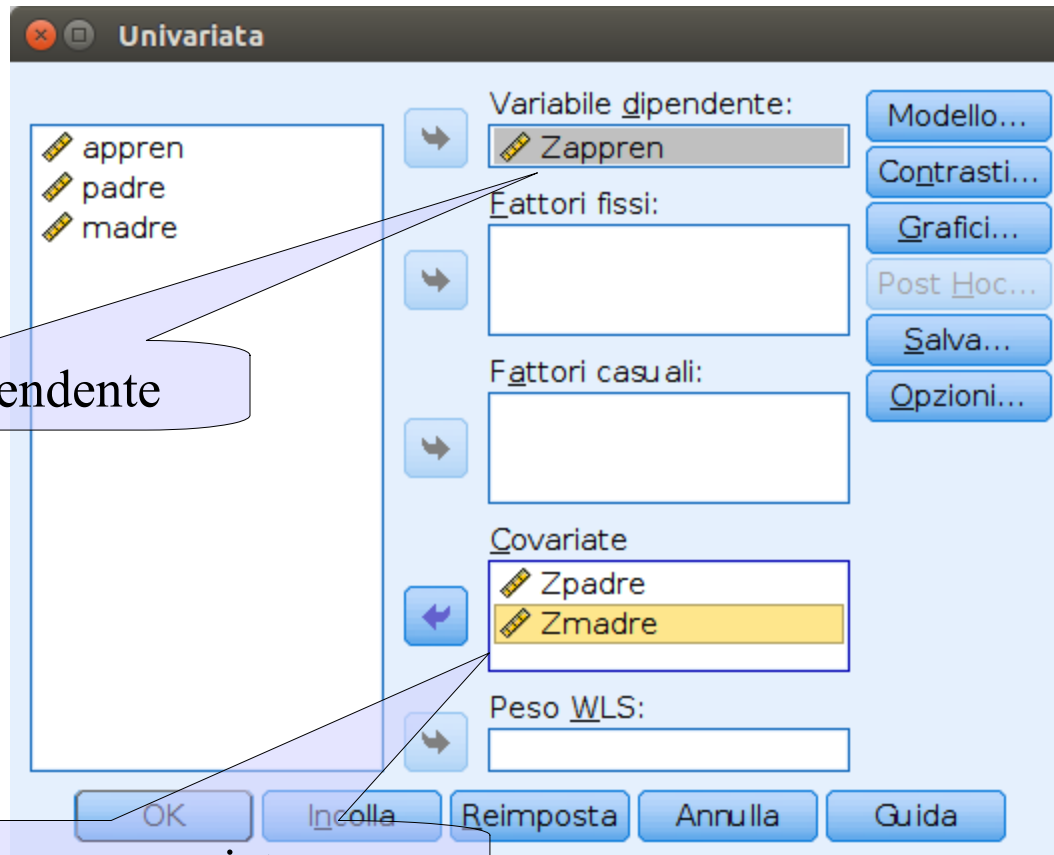 Univariata
appren
padre
madre
Variabile dipendente:
Zappren
Fattori fissi:
Fattori casuali:
Covariate
Zpadre
Zmadre
Peso WLS:
Modello...
Contrasti...
Grafici...
Post Hoc...
Salva...
Opzioni...
endente
OK
Incolla
Reimposta
Annulla
Guida